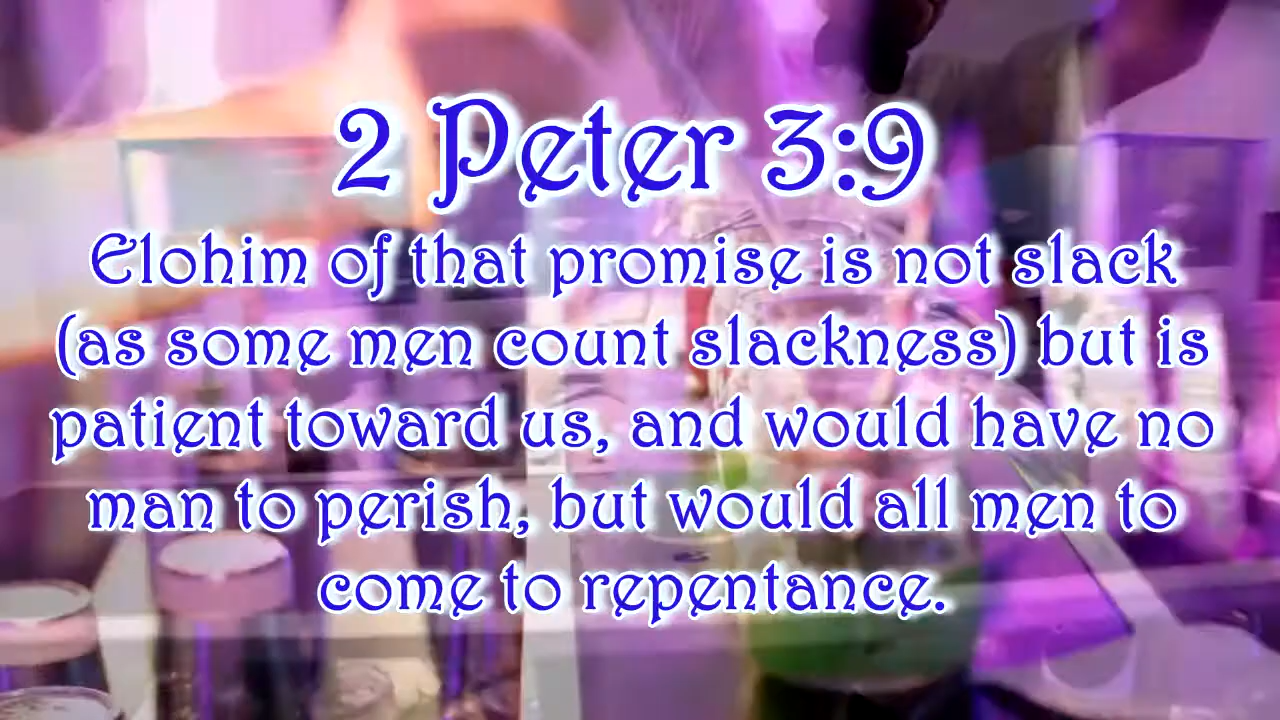 2 Peter 3:9
Elohim of that promise is not slack
(as some men count slackness) but is
patient toward us, and would have no
man to perish, but would all men to
come to repentance.